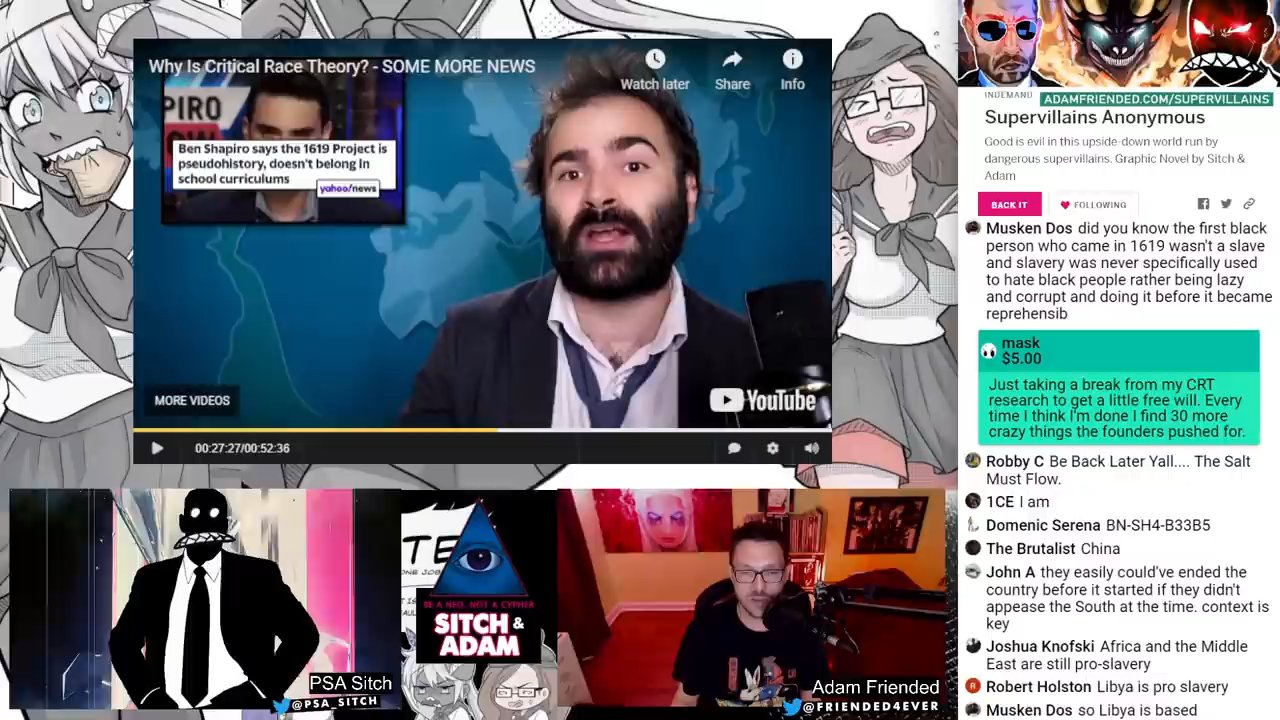 Why Is Critical Race Theory? - SOME MORE NEWS
Watch later
Share
Info
PIRO
Ben Shapiro says the 1619 Project is
pseudohistory, doesn't belong in
school curriculums
yahoo!news
MORE VIDEOS
YouTube
00:27:27/00:52:36
PSA Sitch
@PSA_SITCH
BE A NEO, NOT A CYPHER
SITCH &
ADAM
Adam Friended
@FRIENDED4EVER
INDEMAND
ADAMFRIENDED.COM/SUPERVILLAINS
Supervillains Anonymous
Good is evil in this upside-down world run by
dangerous supervillains. Graphic Novel by Sitch &
Adam
BACK IT
FOLLOWING
Musken Dos did you know the first black
person who came in 1619 wasn't a slave
and slavery was never specifically used
to hate black people rather being lazy
and corrupt and doing it before it became
reprehensib
mask
$5.00
Just taking a break from my CRT
research to get a little free will. Every
time I think I'm done I find 30 more
crazy things the founders pushed for.
Robby C Be Back Later Yall.... The Salt
Must Flow.
1CE I am
Domenic Serena BN-SH4-B33B5
The Brutalist China
John A they easily could've ended the
country before it started if they didn't
appease the South at the time. context is
key
Joshua Knofski Africa and the Middle
East are still pro-slavery
Robert Holston Libya is pro slavery
Musken Dos so Libya is based